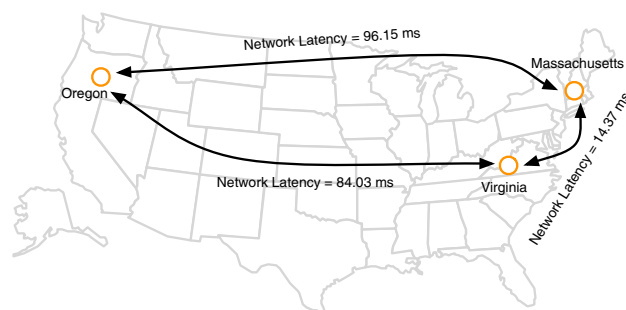 Network Latency = 96.15 ms
Massachusetts
Oregon
Network Latency = 14.37 ms
Network Latency = 84.03 ms
Virginia